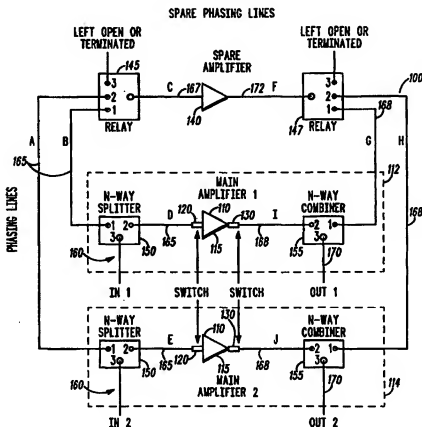 SPARE PHASING LINES
LEFT OPEN OR
TERMINATED
LEFT OPEN OR
TERMINATED
145
3
2
1
RELAY
C
167
SPARE
AMPLIFIER
140
172
F
147
3
2
1
RELAY
168
100
A
B
165
G
H
PHASING LINES
112
N-WAY
SPLITTER
1 2
3
150
160
D
165
120
MAIN
AMPLIFIER 1
110
115
130
I
168
N-WAY
COMBINER
2 1
3
155
170
168
IN 1
SWITCH
SWITCH
OUT 1
N-WAY
SPLITTER
1 2
3
150
160
E
165
120
110
115
130
MAIN
AMPLIFIER 2
J
168
N-WAY
COMBINER
2 1
3
155
170
114
IN 2
OUT 2